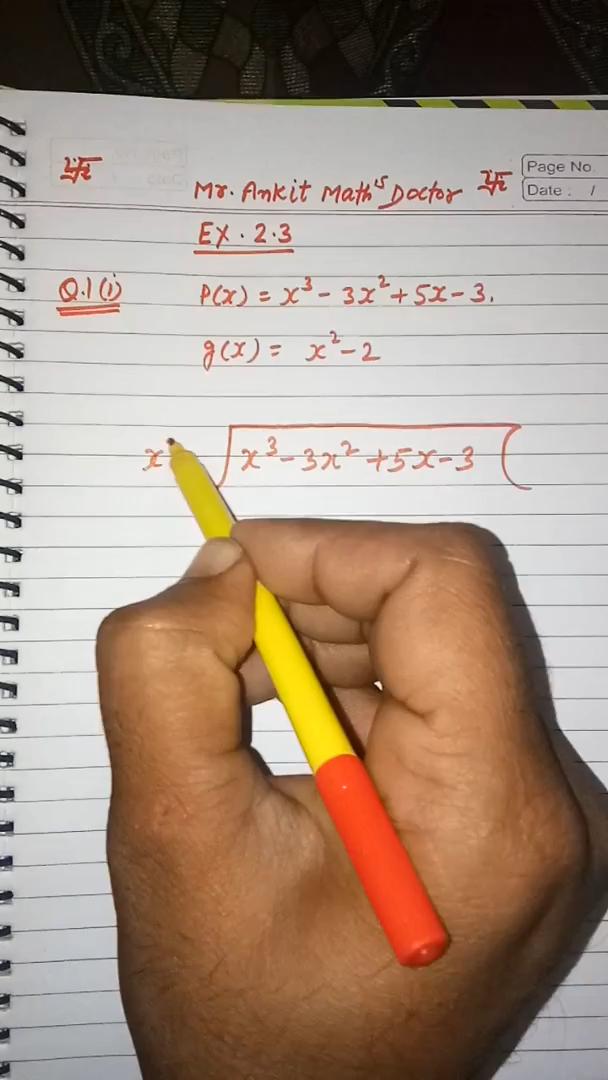 Mr. Ankit Math's Doctor
Page No.
Date : /
Ex. 2.3
Q.1 (i) P(x) = x³ - 3x² + 5x - 3.
g(x) = x² - 2
x x³ - 3x² + 5x - 3